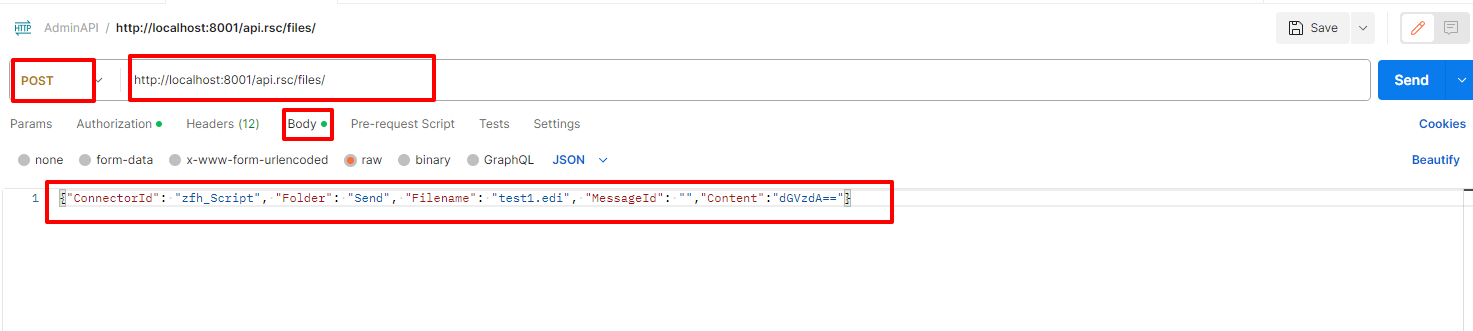 HTTP AdminAPI / http://localhost:8001/api.rsc/files/ Save
POST http://localhost:8001/api.rsc/files/ Send
Params Authorization Headers (12) Body Pre-request Script Tests Settings Cookies
none form-data x-www-form-urlencoded raw binary GraphQL JSON Beautify
1 {"ConnectorId": "zfh_Script", "Folder": "Send", "Filename": "test1.edi", "MessageId": "","Content":"dGVzdA=="}